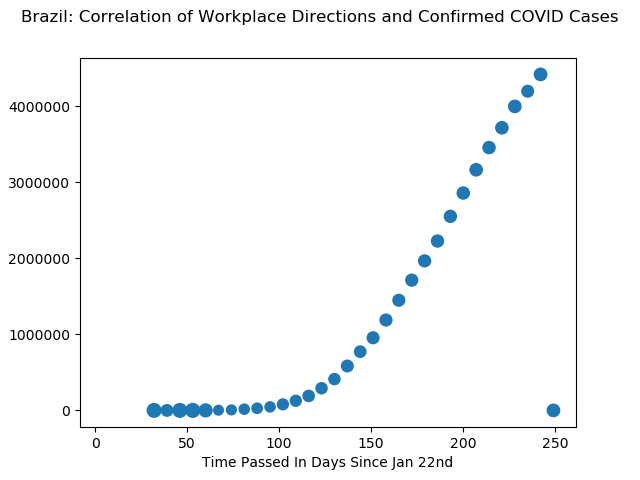 Brazil: Correlation of Workplace Directions and Confirmed COVID Cases
4000000
3000000
2000000
1000000
0
0 50 100 150 200 250
Time Passed In Days Since Jan 22nd